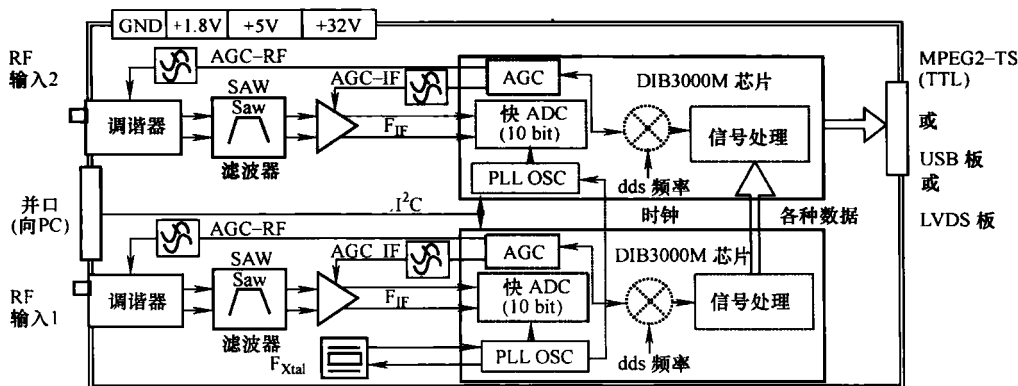 GND +1.8V +5V +32V
RF
输入2
AGC-RF
AGC-IF
AGC
DIB3000M 芯片
MPEG2-TS
(TTL)
或
USB 板
或
LVDS 板
调谐器
SAW
Saw
滤波器
F_IF
快 ADC
(10 bit)
信号处理
PLL OSC
dds 频率
并口
(向PC)
I²C
时钟
各种数据
AGC-RF
AGC IF
AGC
DIB3000M 芯片
RF
输入1
调谐器
SAW
Saw
滤波器
F_IF
快 ADC
(10 bit)
信号处理
F_Xtal
PLL OSC
dds 频率